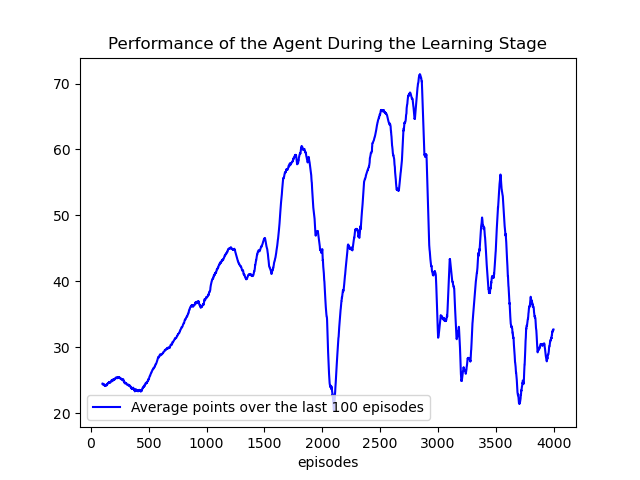 Performance of the Agent During the Learning Stage
70
60
50
40
30
20
Average points over the last 100 episodes
0 500 1000 1500 2000 2500 3000 3500 4000
episodes